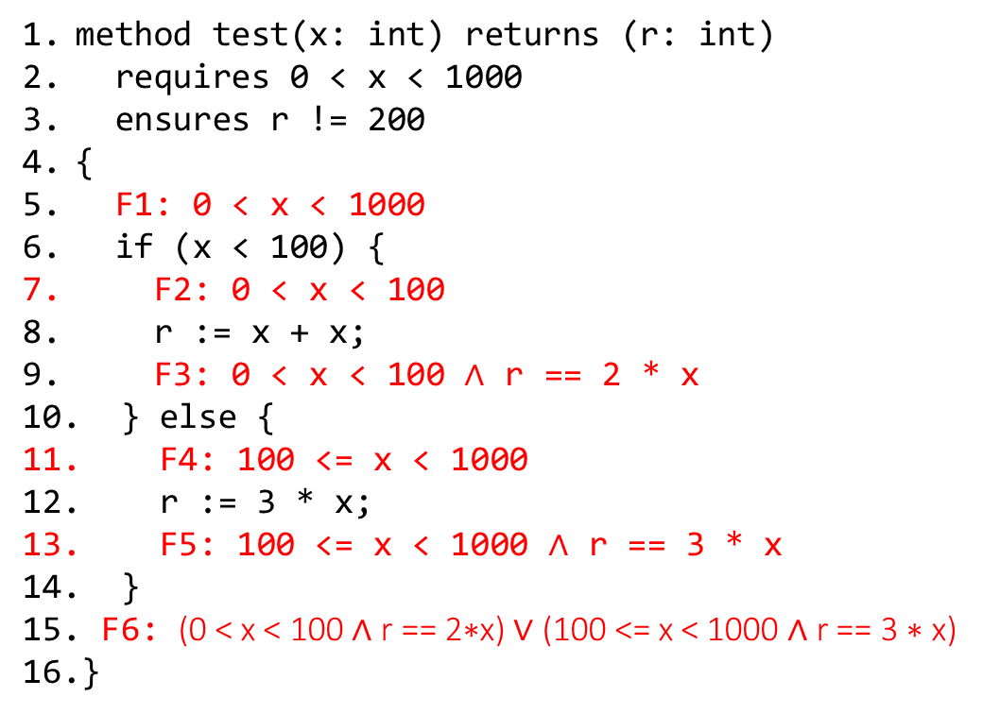 1. method test(x: int) returns (r: int)
2.   requires 0 < x < 1000
3.   ensures r != 200
4. {
5.   F1: 0 < x < 1000
6.   if (x < 100) {
7.     F2: 0 < x < 100
8.     r := x + x;
9.     F3: 0 < x < 100 ∧ r == 2 * x
10.  } else {
11.    F4: 100 <= x < 1000
12.    r := 3 * x;
13.    F5: 100 <= x < 1000 ∧ r == 3 * x
14.  }
15. F6: (0 < x < 100 ∧ r == 2∗x) ∨ (100 <= x < 1000 ∧ r == 3 ∗ x)
16.}